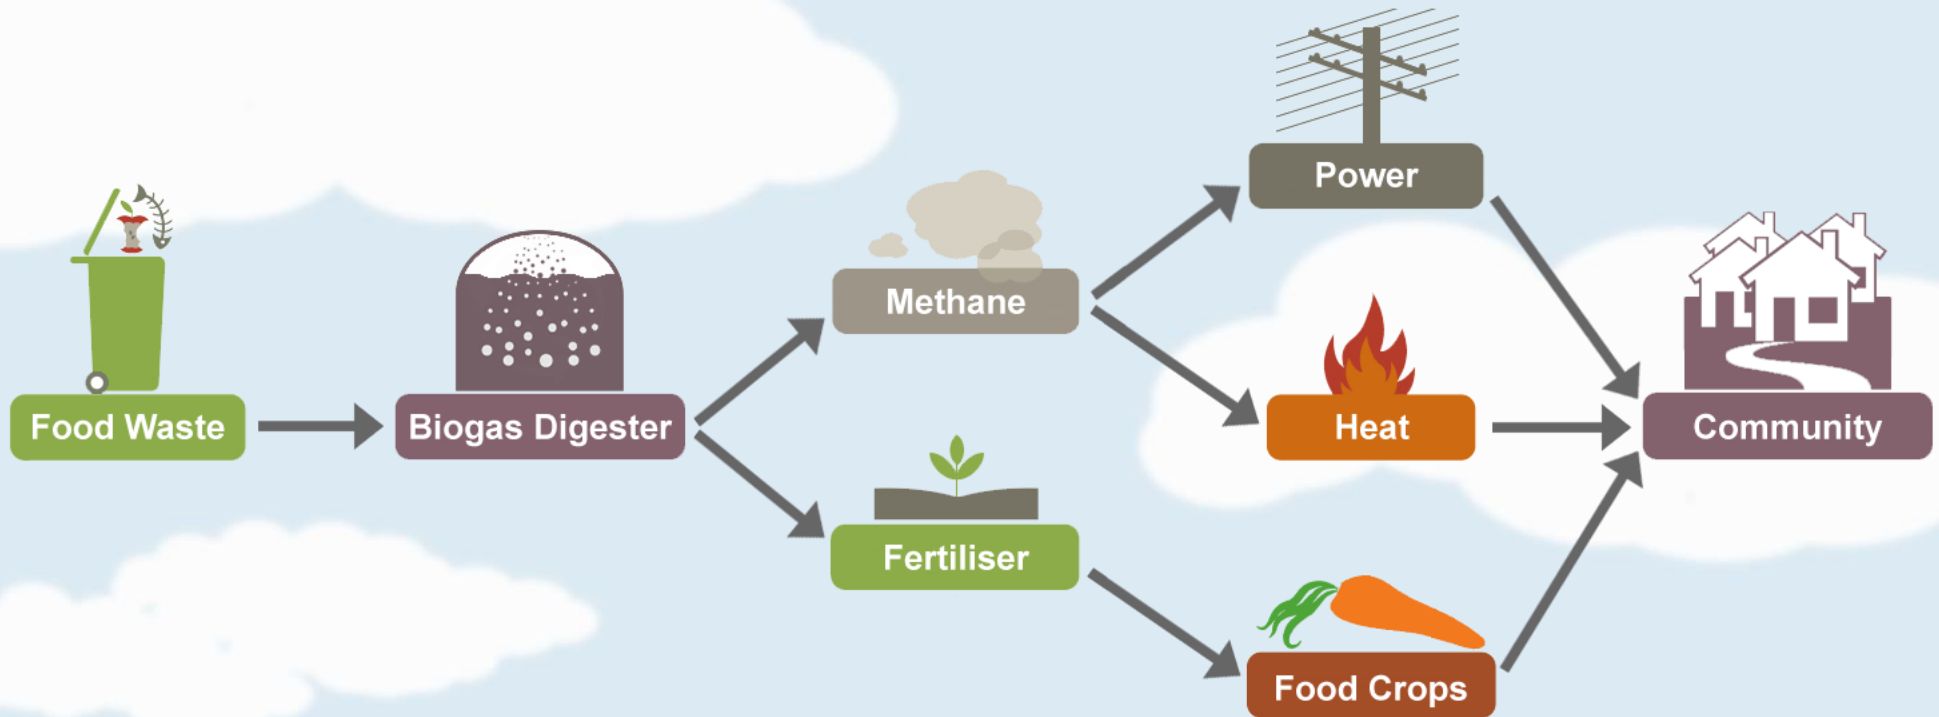 Food Waste
Biogas Digester
Methane
Fertiliser
Power
Heat
Food Crops
Community